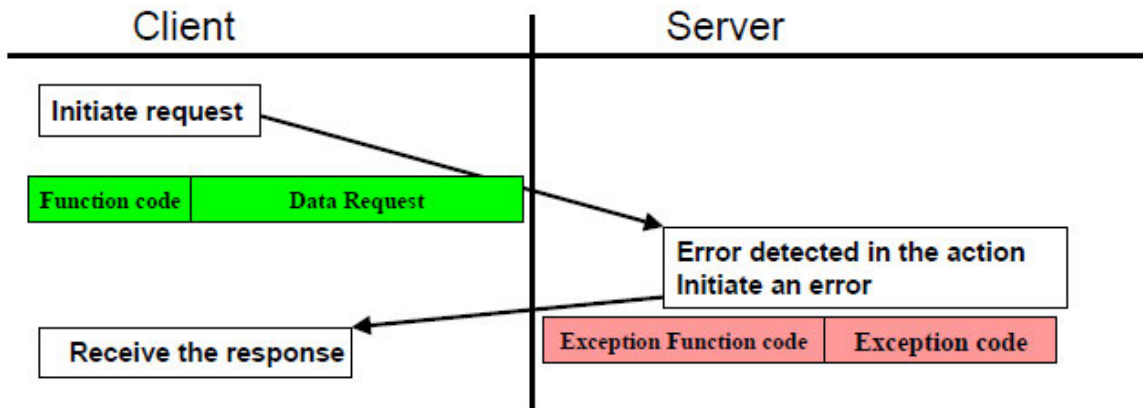 Client
Server
Initiate request
Function code
Data Request
Error detected in the action
Initiate an error
Receive the response
Exception Function code
Exception code